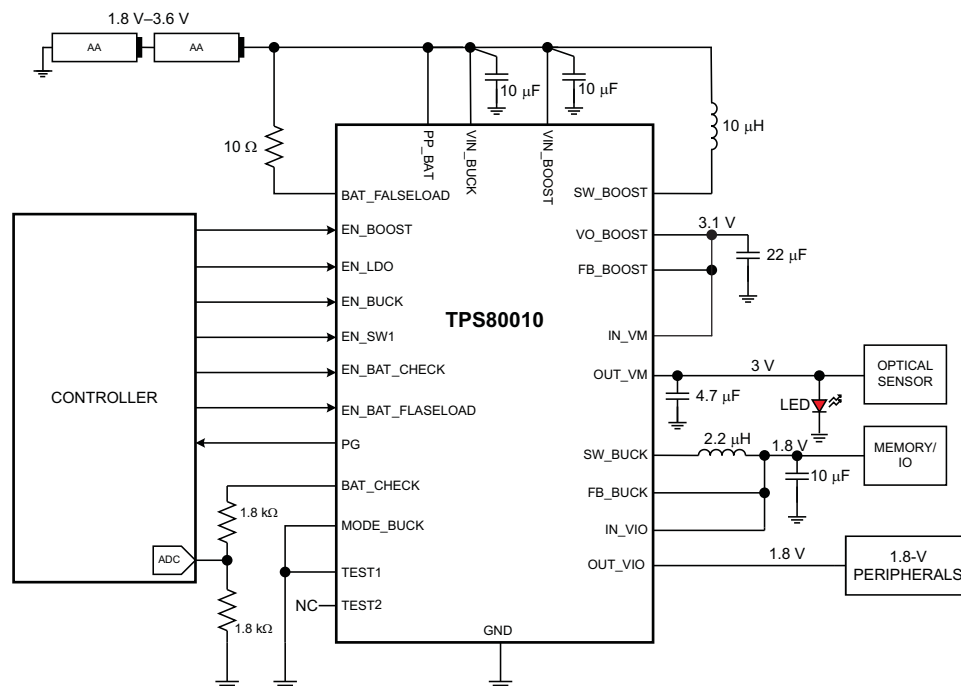 1.8 V–3.6 V
AA
AA
10 μF
10 μF
10 μH
10 Ω
PP_BAT
VIN_BUCK
VIN_BOOST
BAT_FALSELOAD
SW_BOOST
EN_BOOST
VO_BOOST
3.1 V
22 μF
EN_LDO
FB_BOOST
EN_BUCK
TPS80010
EN_SW1
IN_VM
EN_BAT_CHECK
OUT_VM
3 V
OPTICAL
SENSOR
CONTROLLER
4.7 μF
LED
EN_BAT_FLASELOAD
PG
2.2 μH
SW_BUCK
1.8 V
MEMORY/
IO
10 μF
BAT_CHECK
FB_BUCK
1.8 kΩ
MODE_BUCK
IN_VIO
ADC
1.8 V
OUT_VIO
1.8-V
PERIPHERALS
TEST1
NC
TEST2
1.8 kΩ
GND